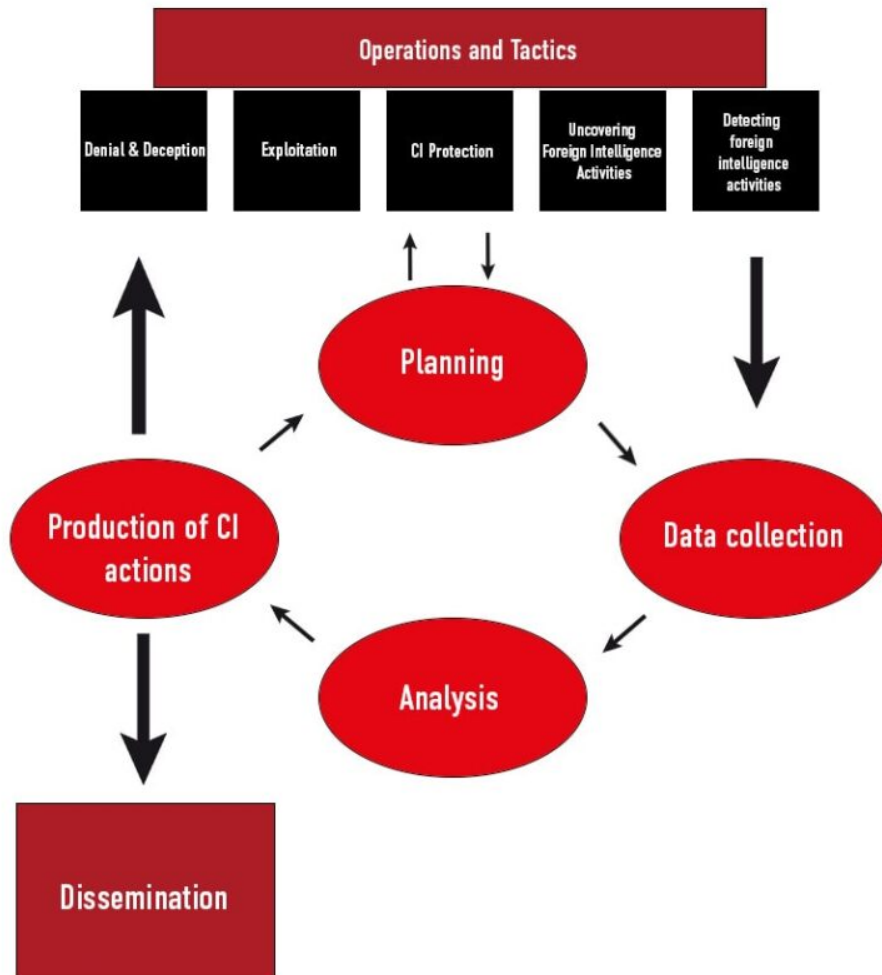 Operations and Tactics
Denial & Deception
Exploitation
CI Protection
Uncovering
Foreign Intelligence
Activities
Detecting
foreign
intelligence
activities
Planning
Production of CI
actions
Data collection
Analysis
Dissemination